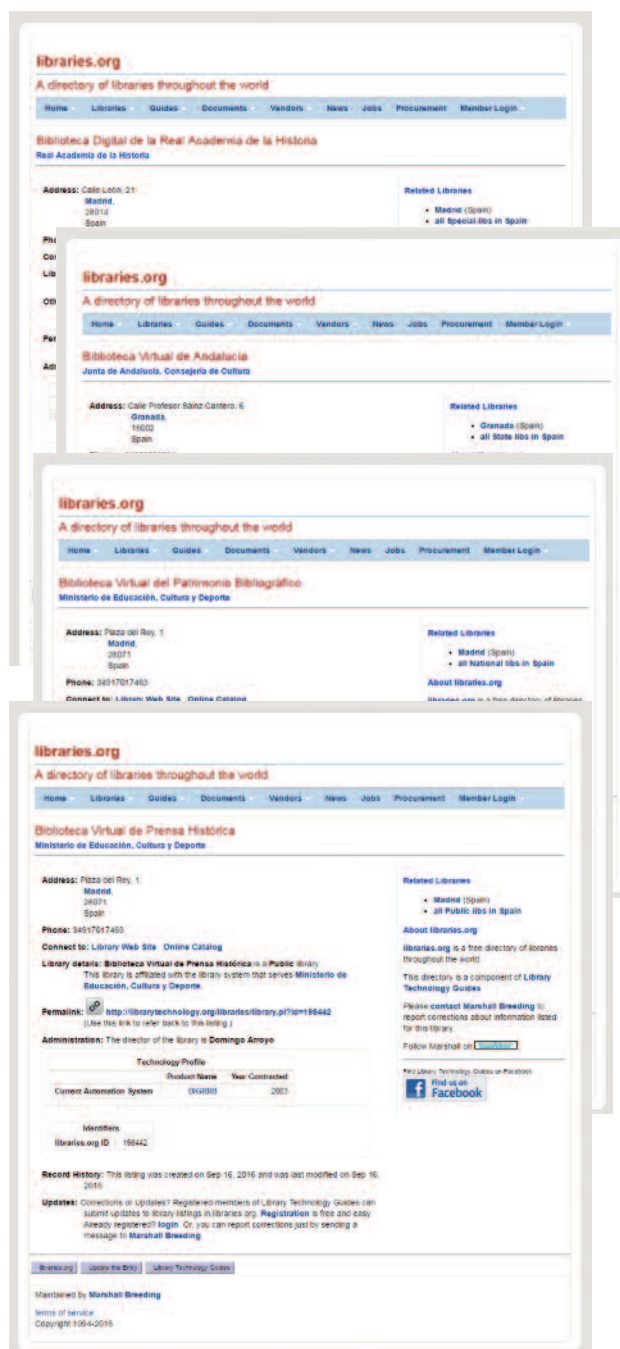 libraries.org
A directory of libraries throughout the world
Home Libraries Guides Documents Vendors News Jobs Procurement Member Login
Biblioteca Digital de la Real Academia de la Historia
Real Academia de la Historia
Address: Calle León, 21
Madrid,
28014
Spain
Related Libraries
• Madrid (Spain)
• all Special libs in Spain
libraries.org
A directory of libraries throughout the world
Home Libraries Guides Documents Vendors News Jobs Procurement Member Login
Biblioteca Virtual de Andalucía
Junta de Andalucía. Consejería de Cultura
Address: Calle Profesor Sáinz Cantero, 6
Granada,
18002
Spain
Related Libraries
• Granada (Spain)
• all State libs in Spain
libraries.org
A directory of libraries throughout the world
Home Libraries Guides Documents Vendors News Jobs Procurement Member Login
Biblioteca Virtual del Patrimonio Bibliográfico
Ministerio de Educación, Cultura y Deporte
Address: Plaza del Rey, 1
Madrid,
28071
Spain
Phone: 34917017453
Connect to: Library Web Site Online Catalog
Related Libraries
• Madrid (Spain)
• all National libs in Spain
About libraries.org
libraries.org is a free directory of libraries
libraries.org
A directory of libraries throughout the world
Home Libraries Guides Documents Vendors News Jobs Procurement Member Login
Biblioteca Virtual de Prensa Histórica
Ministerio de Educación, Cultura y Deporte
Address: Plaza del Rey, 1
Madrid,
28071
Spain
Phone: 34917017453
Connect to: Library Web Site Online Catalog
Library details: Biblioteca Virtual de Prensa Histórica is a Public library
This library is affiliated with the library system that serves Ministerio de
Educación, Cultura y Deporte.
Permalink: http://librarytechnology.org/libraries/library.pl?id=198442
(Use this link to refer back to this listing.)
Administration: The director of the library is Domingo Arroyo
Technology Profile
Product Name Year Contracted
Current Automation System DIGIBIB 2003
Identifiers
libraries.org ID 198442
Record History: This listing was created on Sep 16, 2016 and was last modified on Sep 16,
2016
Updates: Corrections or Updates? Registered members of Library Technology Guides can
submit updates to library listings in libraries.org. Registration is free and easy.
Already registered? login. Or, you can report corrections just by sending a
message to Marshall Breeding
Related Libraries
• Madrid (Spain)
• all Public libs in Spain
About libraries.org
libraries.org is a free directory of libraries
throughout the world
This directory is a component of Library
Technology Guides
Please contact Marshall Breeding to
report corrections about information listed
for this library.
Follow Marshall on
Find Library Technology Guides on Facebook
Find us on
Facebook
libraries.org Update this Entry Library Technology Guides
Maintained by Marshall Breeding
terms of service